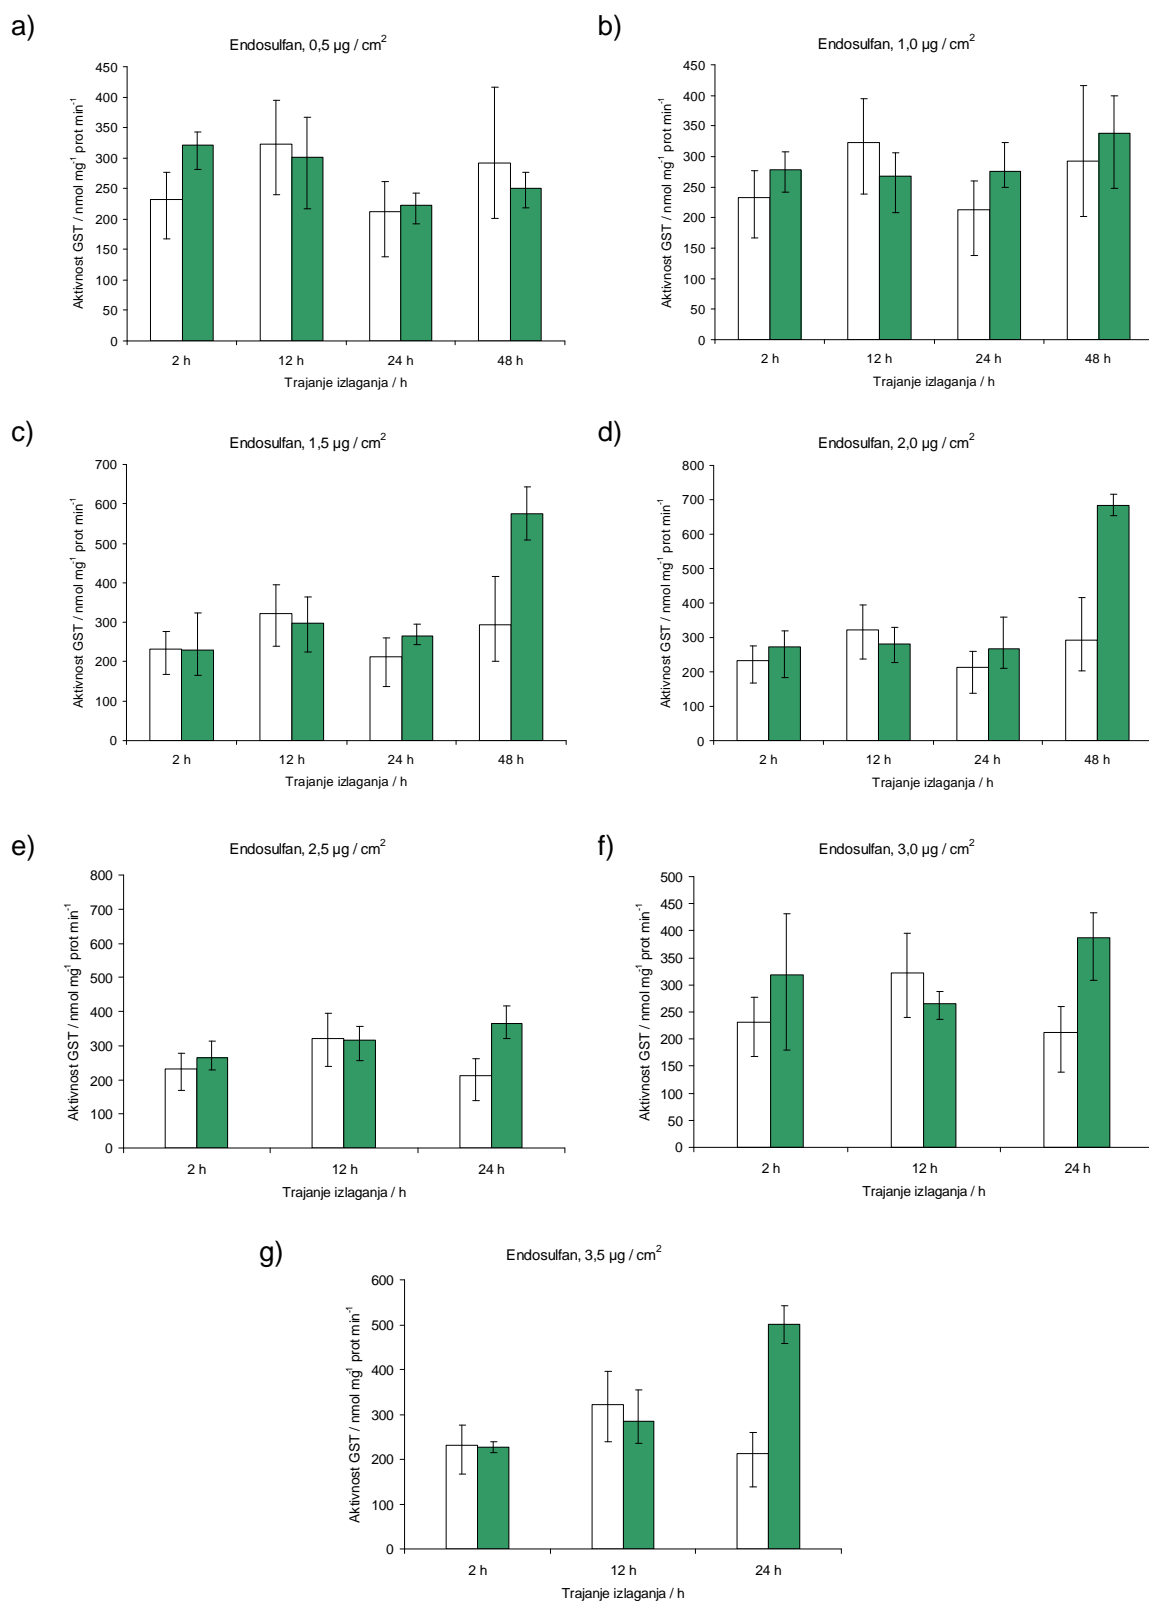 a)
Endosulfan, 0,5 µg / cm²
Aktivnost GST / nmol mg⁻¹ prot min⁻¹
450
400
350
300
250
200
150
100
50
0
2 h 12 h 24 h 48 h
Trajanje izlaganja / h
b)
Endosulfan, 1,0 µg / cm²
Aktivnost GST / nmol mg⁻¹ prot min⁻¹
450
400
350
300
250
200
150
100
50
0
2 h 12 h 24 h 48 h
Trajanje izlaganja / h
c)
Endosulfan, 1,5 µg / cm²
Aktivnost GST / nmol mg⁻¹ prot min⁻¹
700
600
500
400
300
200
100
0
2 h 12 h 24 h 48 h
Trajanje izlaganja / h
d)
Endosulfan, 2,0 µg / cm²
Aktivnost GST / nmol mg⁻¹ prot min⁻¹
800
700
600
500
400
300
200
100
0
2 h 12 h 24 h 48 h
Trajanje izlaganja / h
e)
Endosulfan, 2,5 µg / cm²
Aktivnost GST / nmol mg⁻¹ prot min⁻¹
800
700
600
500
400
300
200
100
0
2 h 12 h 24 h
Trajanje izlaganja / h
f)
Endosulfan, 3,0 µg / cm²
Aktivnost GST / nmol mg⁻¹ prot min⁻¹
500
450
400
350
300
250
200
150
100
50
0
2 h 12 h 24 h
Trajanje izlaganja / h
g)
Endosulfan, 3,5 µg / cm²
Aktivnost GST / nmol mg⁻¹ prot min⁻¹
600
500
400
300
200
100
0
2 h 12 h 24 h
Trajanje izlaganja / h